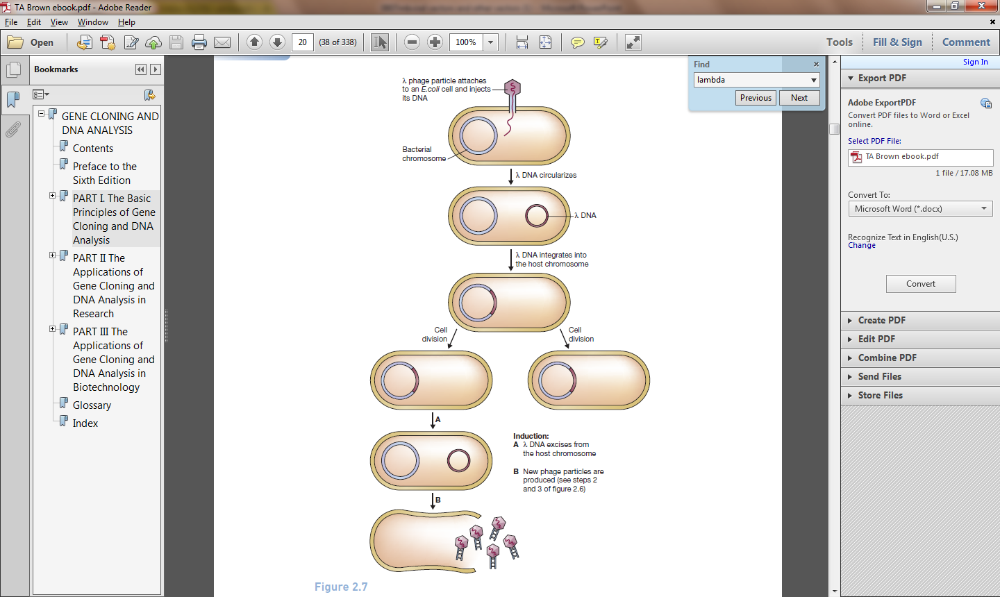 TA Brown ebook.pdf - Adobe Reader
File Edit View Window Help
Open
20 (38 of 338)
100%
Tools Fill & Sign Comment
Bookmarks
GENE CLONING AND
DNA ANALYSIS
Contents
Preface to the
Sixth Edition
PART I. The Basic
Principles of Gene
Cloning and DNA
Analysis
PART II The
Applications of
Gene Cloning and
DNA Analysis in
Research
PART III The
Applications of
Gene Cloning and
DNA Analysis in
Biotechnology
Glossary
Index
λ phage particle attaches
to an E.coli cell and injects
its DNA
Bacterial
chromosome
λ DNA circularizes
λ DNA
λ DNA integrates into
the host chromosome
Cell
division
Cell
division
A
Induction:
A λ DNA excises from
the host chromosome
B New phage particles are
produced (see steps 2
and 3 of figure 2.6)
B
Figure 2.7
Find
lambda
Previous Next
Sign In
Export PDF
Adobe ExportPDF
Convert PDF files to Word or Excel
online.
Select PDF File:
TA Brown ebook.pdf
1 file / 17.08 MB
Convert To:
Microsoft Word (*.docx)
Recognize Text in English(U.S.)
Change
Convert
Create PDF
Edit PDF
Combine PDF
Send Files
Store Files